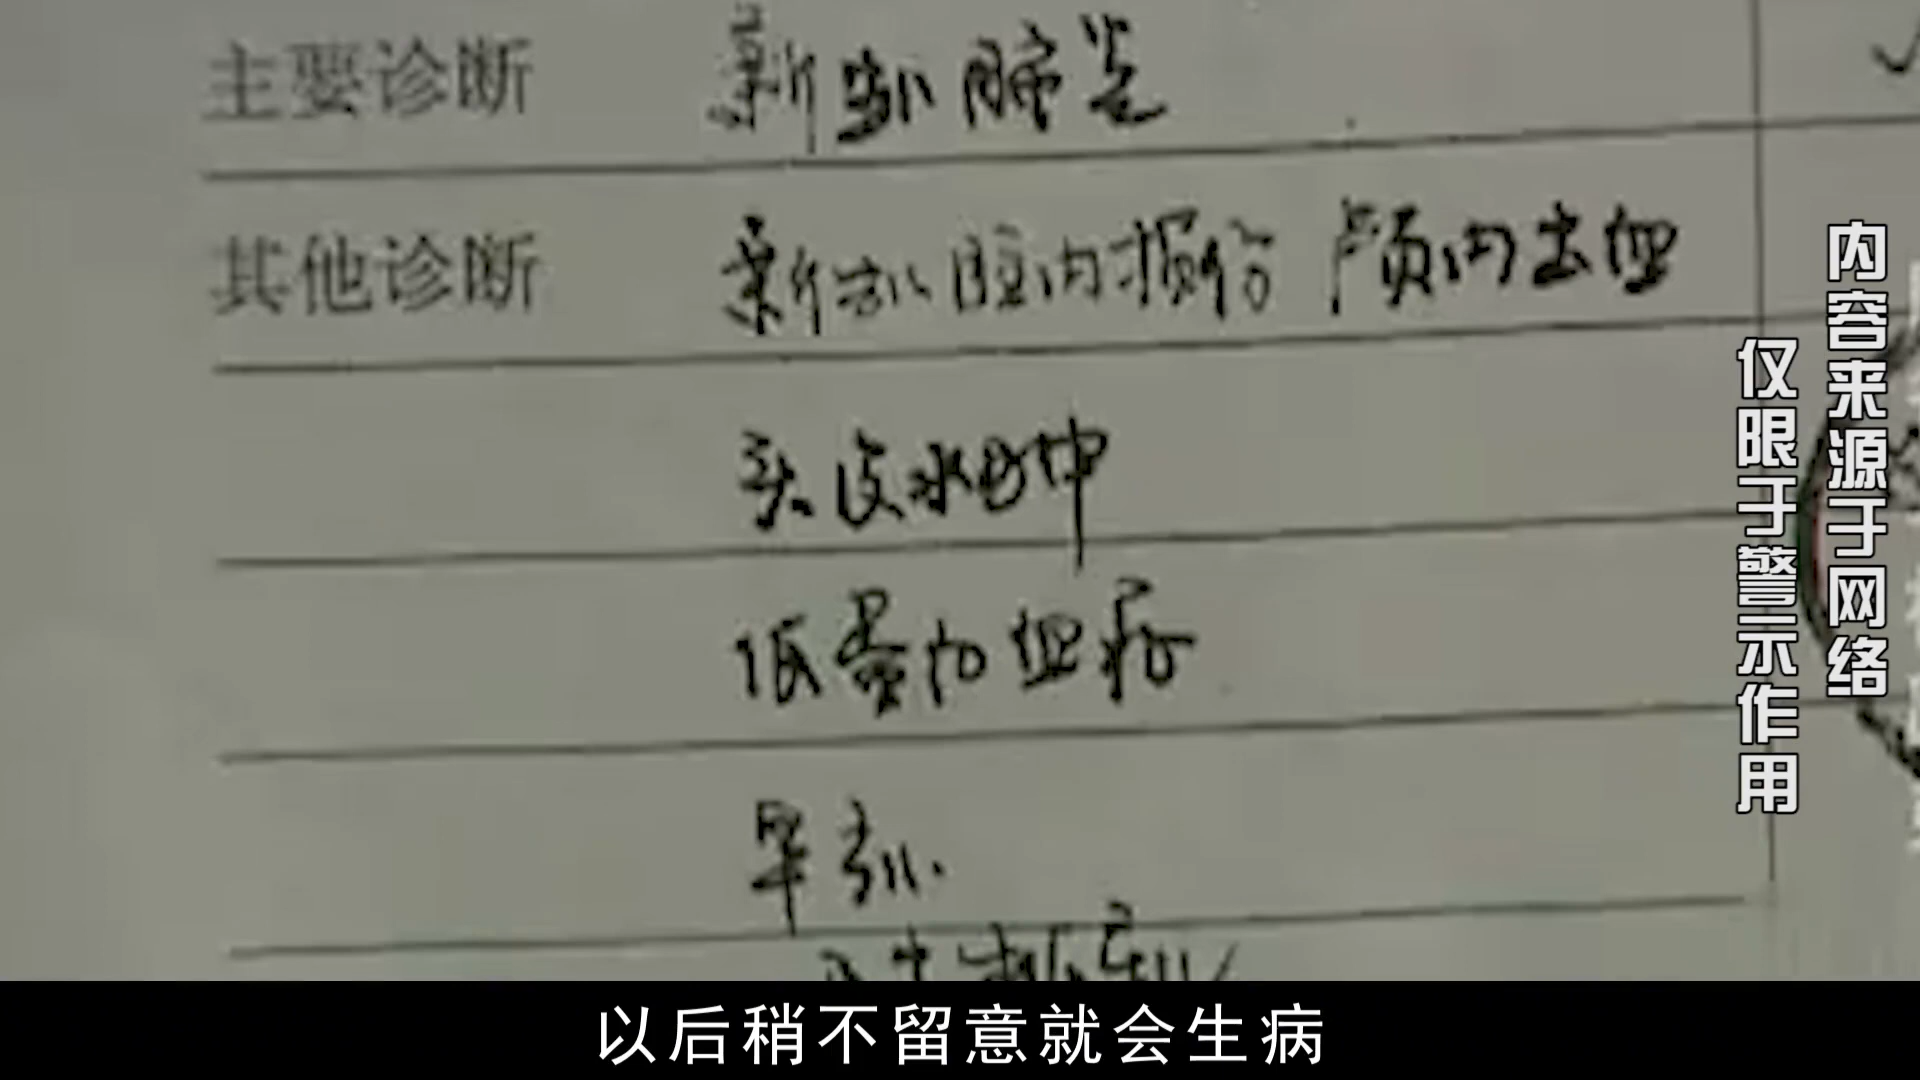 主要诊断 新生儿肺炎
其他诊断 新生儿脑内损伤 颅内出血
头皮水肿
低蛋白血症
早产儿
内容来源于网络
仅限于警示作用
以后稍不留意就会生病